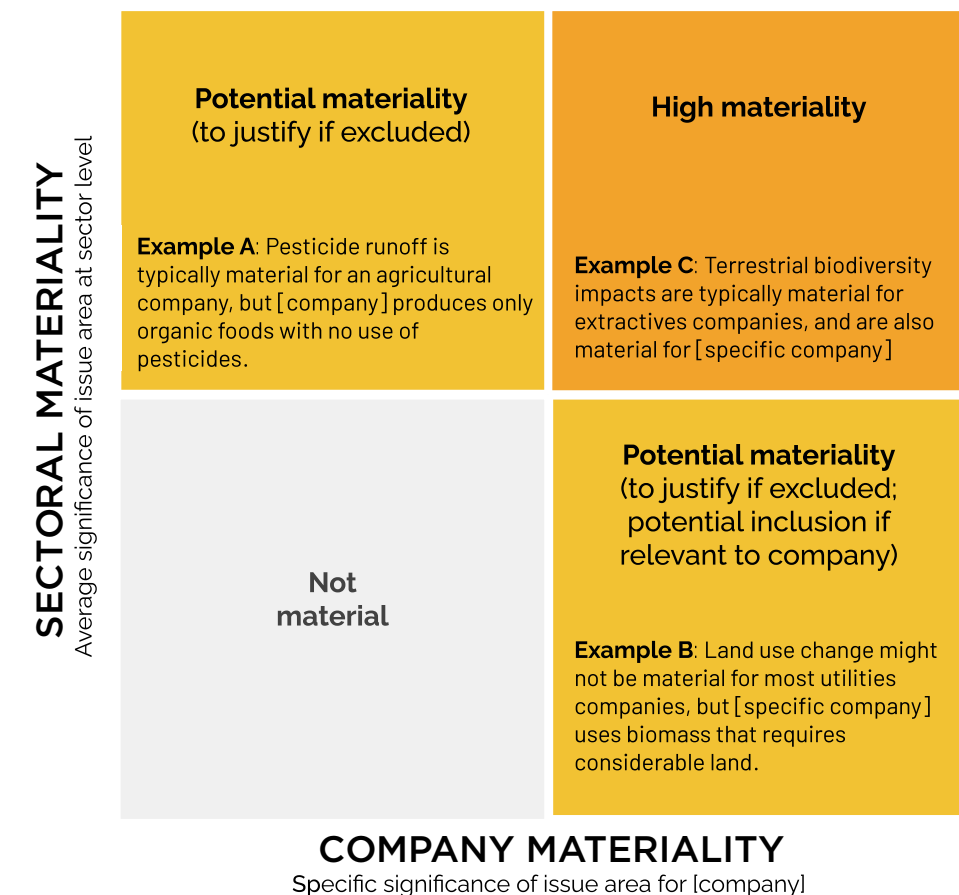 SECTORAL MATERIALITY
Average significance of issue area at sector level
Potential materiality
(to justify if excluded)
Example A: Pesticide runoff is
typically material for an agricultural
company, but [company] produces only
organic foods with no use of
pesticides.
High materiality
Example C: Terrestrial biodiversity
impacts are typically material for
extractives companies, and are also
material for [specific company]
Not
material
Potential materiality
(to justify if excluded;
potential inclusion if
relevant to company)
Example B: Land use change might
not be material for most utilities
companies, but [specific company]
uses biomass that requires
considerable land.
COMPANY MATERIALITY
Specific significance of issue area for [company]